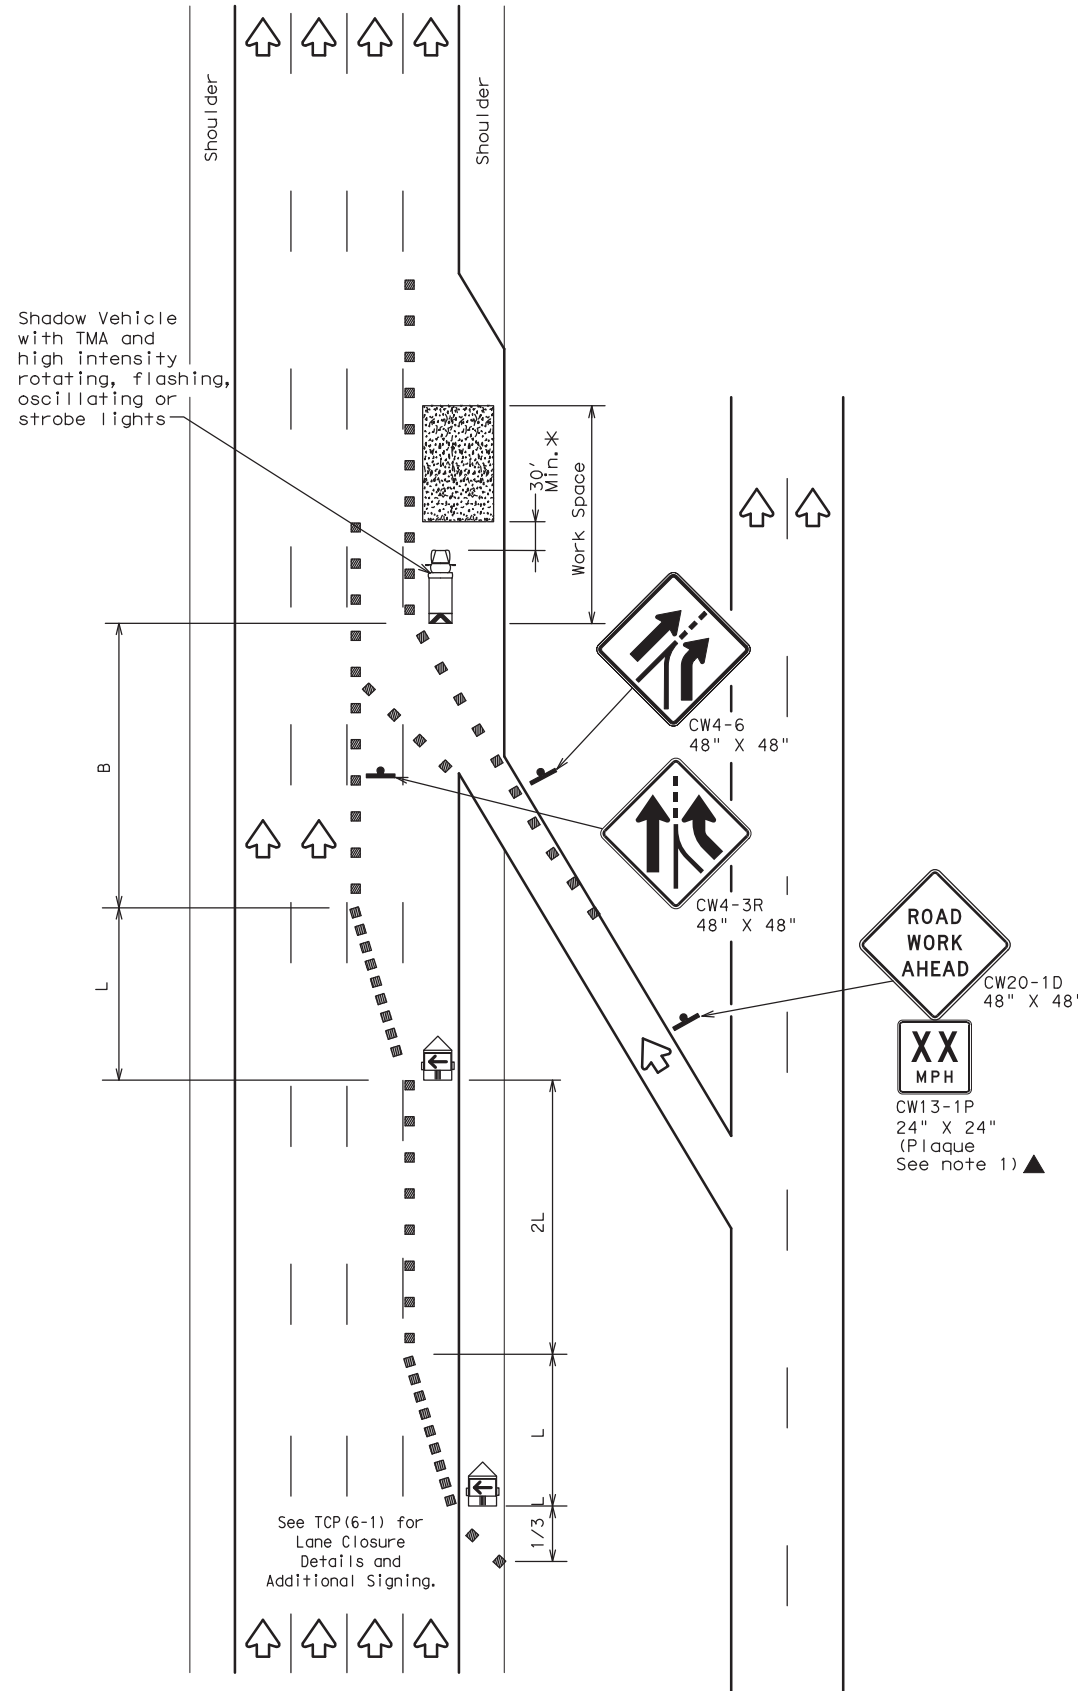 Shoulder
Shoulder
Shadow Vehicle
with TMA and
high intensity
rotating, flashing,
oscillating or
strobe lights
30'
Min.*
Work Space
CW4-6
48" X 48"
B
CW4-3R
48" X 48"
ROAD
WORK
AHEAD
CW20-1D
48" X 48"
XX
MPH
CW13-1P
24" X 24"
(Plaque
See note 1)▲
L
2L
L
1/3 L
See TCP(6-1) for
Lane Closure
Details and
Additional Signing.